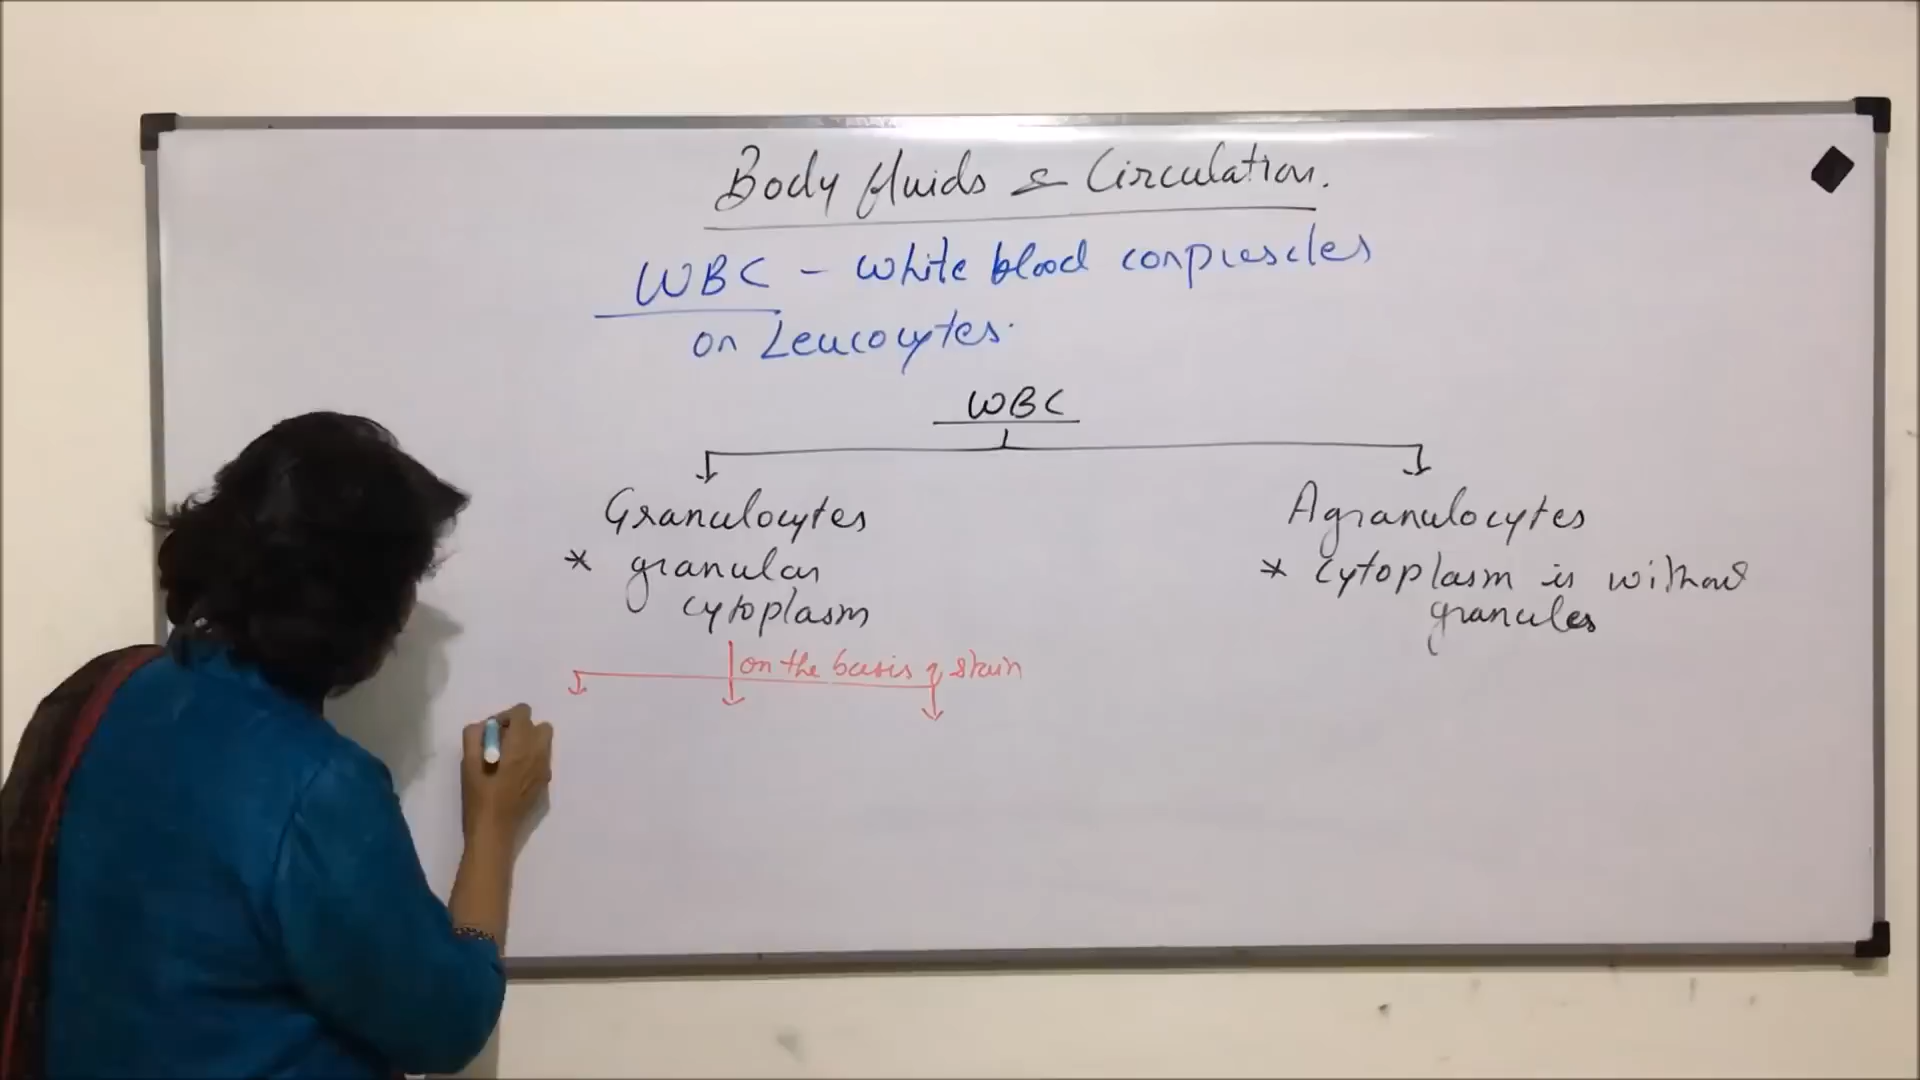 Body fluids & Circulation.
WBC - White blood corpuscles
or Leucocytes.
WBC
Granulocytes
* granular
cytoplasm
on the basis of stain
Agranulocytes
* Cytoplasm is without
granules